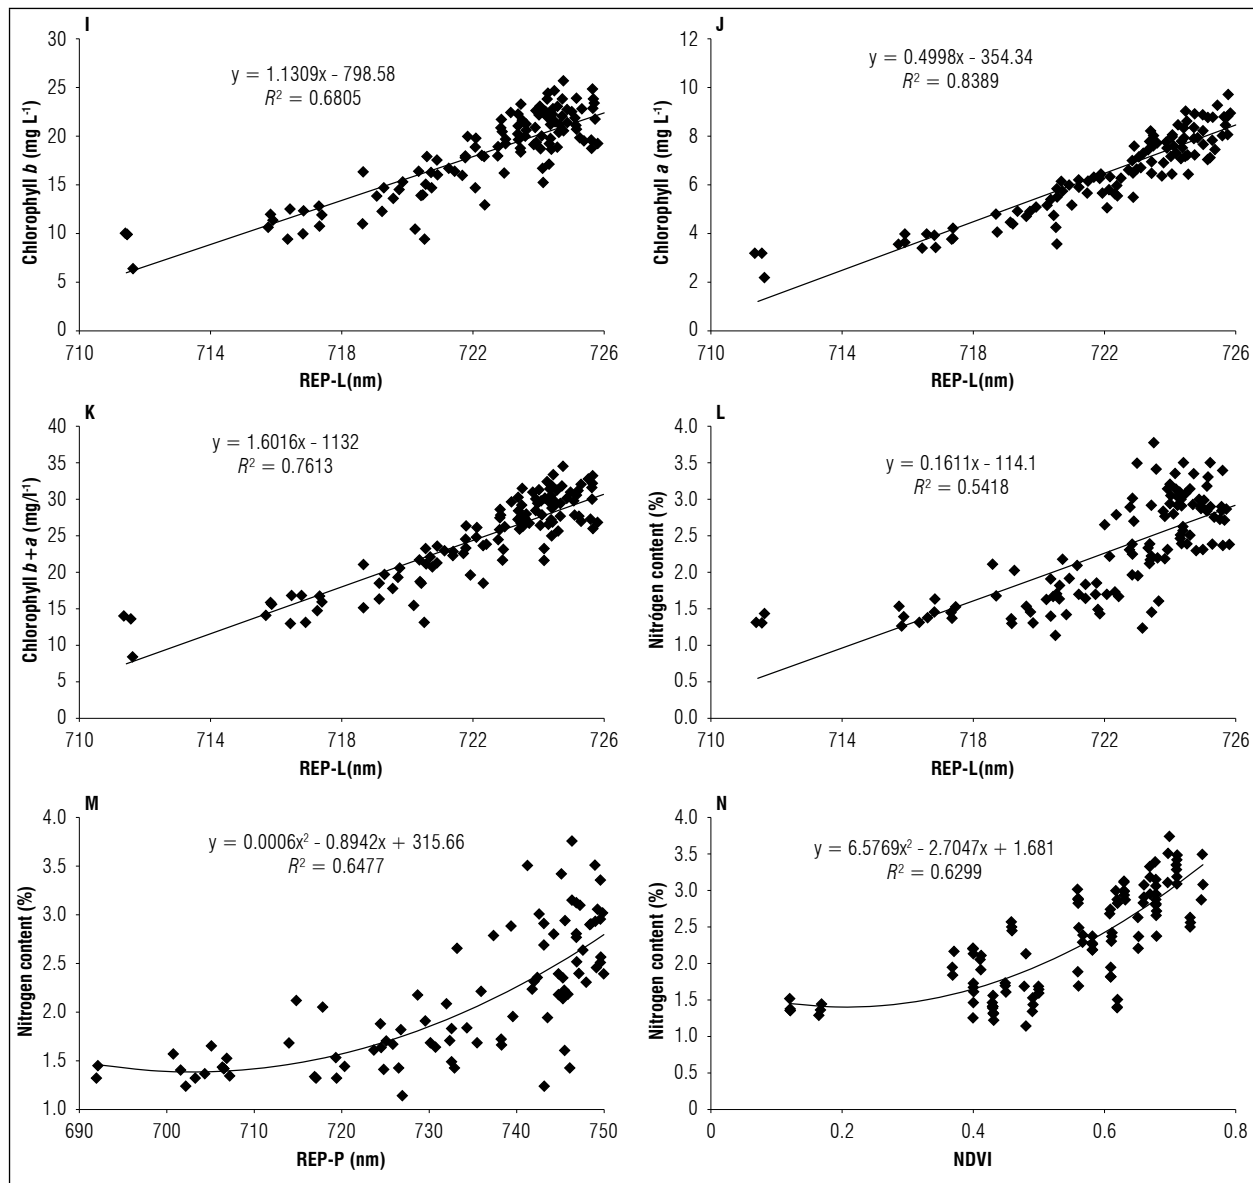 I
y = 1.1309x - 798.58
R² = 0.6805
Chlorophyll b (mg L⁻¹)
30
25
20
15
10
5
0
710 714 718 722 726
REP-L(nm)
J
y = 0.4998x - 354.34
R² = 0.8389
Chlorophyll a (mg L⁻¹)
12
10
8
6
4
2
0
710 714 718 722 726
REP-L(nm)
K
y = 1.6016x - 1132
R² = 0.7613
Chlorophyll b+a (mg/l⁻¹)
40
35
30
25
20
15
10
5
0
710 714 718 722 726
REP-L(nm)
L
y = 0.1611x - 114.1
R² = 0.5418
Nitrógen content (%)
4.0
3.5
3.0
2.5
2.0
1.5
1.0
0.5
0.0
710 714 718 722 726
REP-L(nm)
M
y = 0.0006x² - 0.8942x + 315.66
R² = 0.6477
Nitrogen content (%)
4.0
3.5
3.0
2.5
2.0
1.5
1.0
690 700 710 720 730 740 750
REP-P (nm)
N
y = 6.5769x² - 2.7047x + 1.681
R² = 0.6299
Nitrogen content (%)
4.0
3.5
3.0
2.5
2.0
1.5
1.0
0.5
0
0 0.2 0.4 0.6 0.8
NDVI